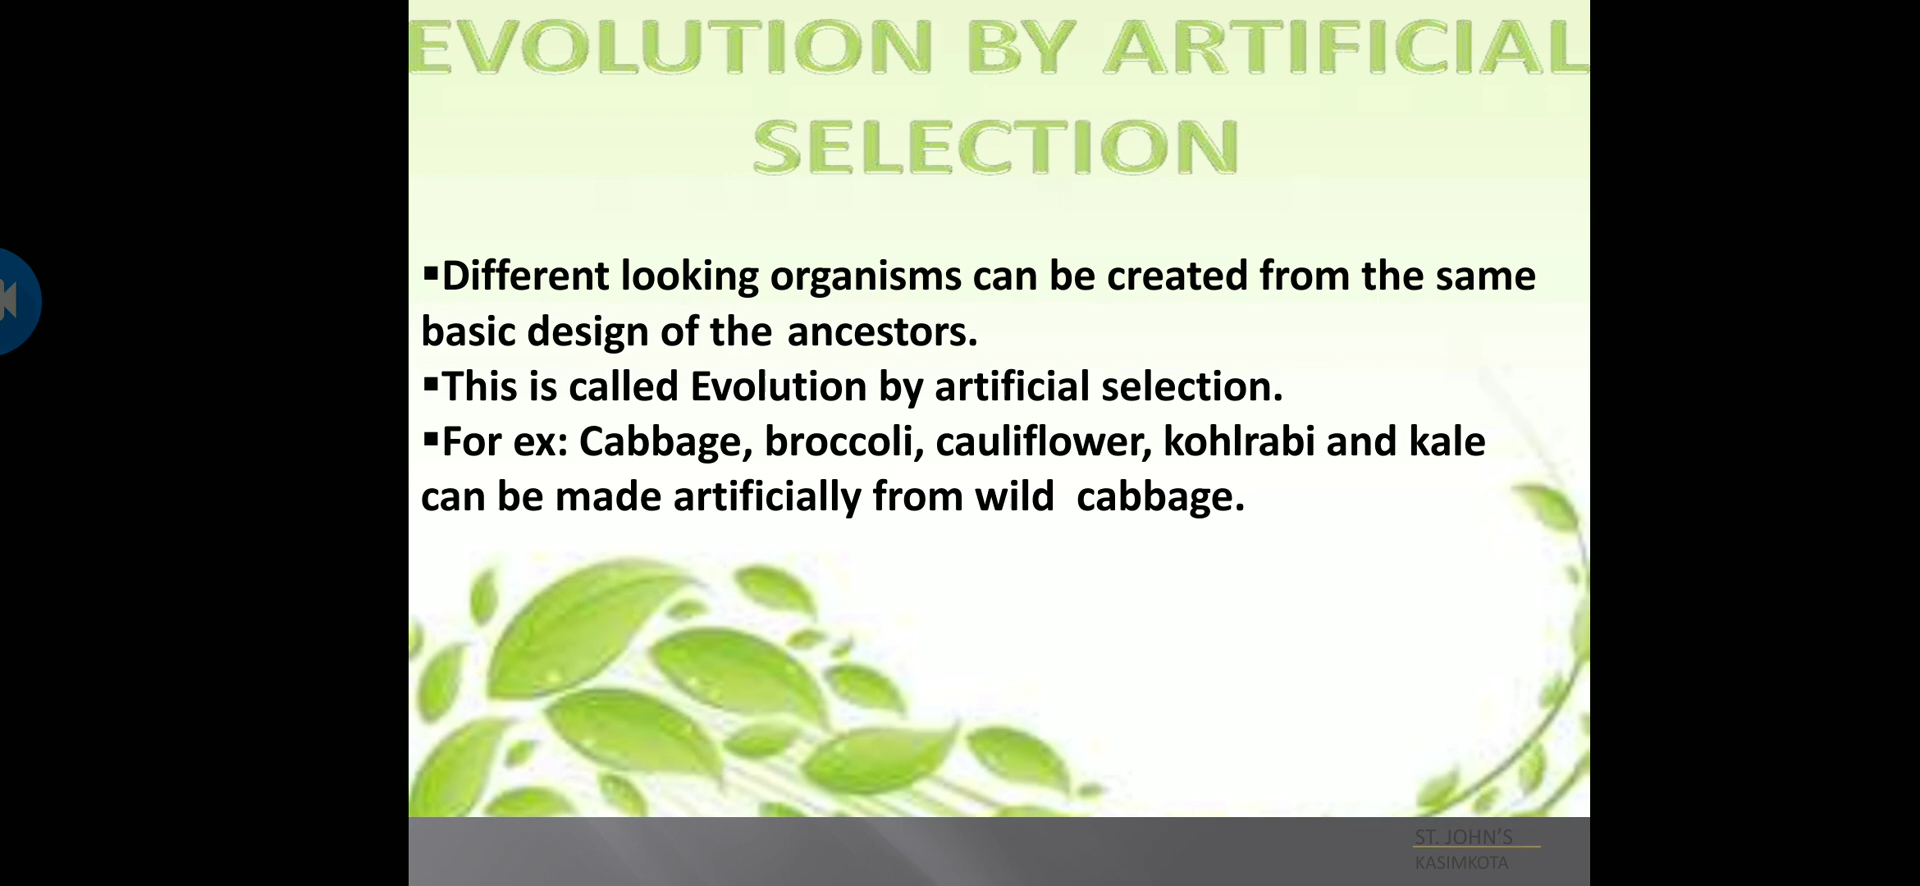 EVOLUTION BY ARTIFICIAL
SELECTION
▪Different looking organisms can be created from the same
basic design of the ancestors.
▪This is called Evolution by artificial selection.
▪For ex: Cabbage, broccoli, cauliflower, kohlrabi and kale
can be made artificially from wild  cabbage.
ST. JOHN'S
KASIMKOTA